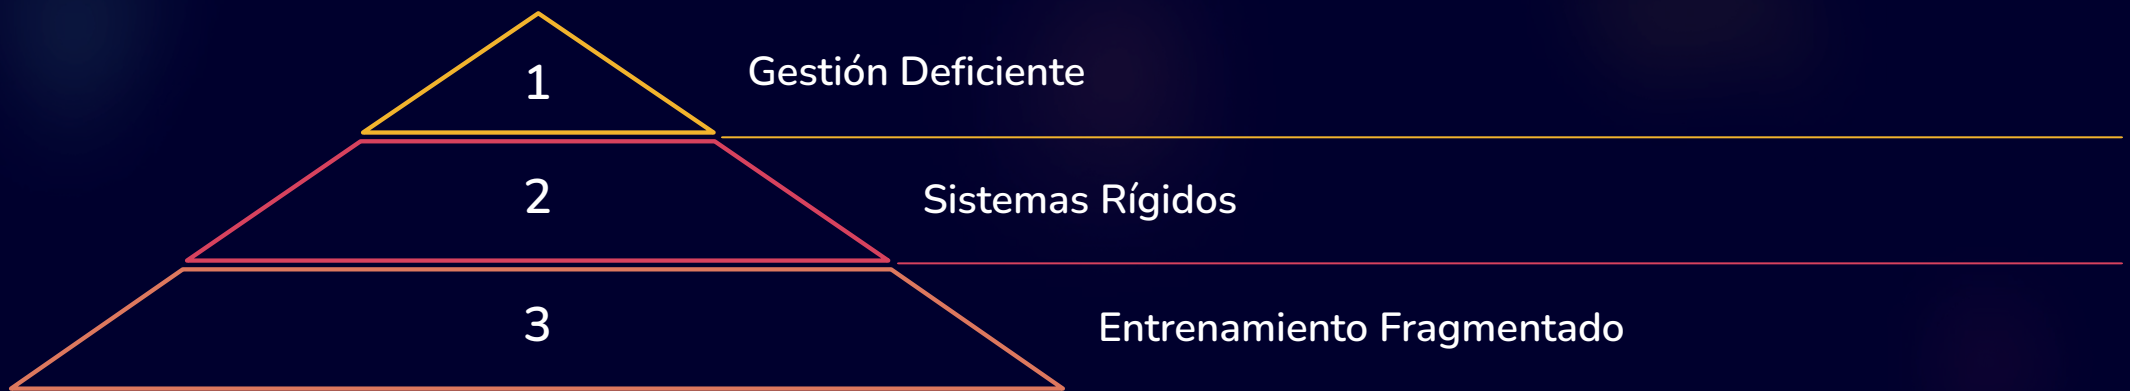 1
Gestión Deficiente
2
Sistemas Rígidos
3
Entrenamiento Fragmentado